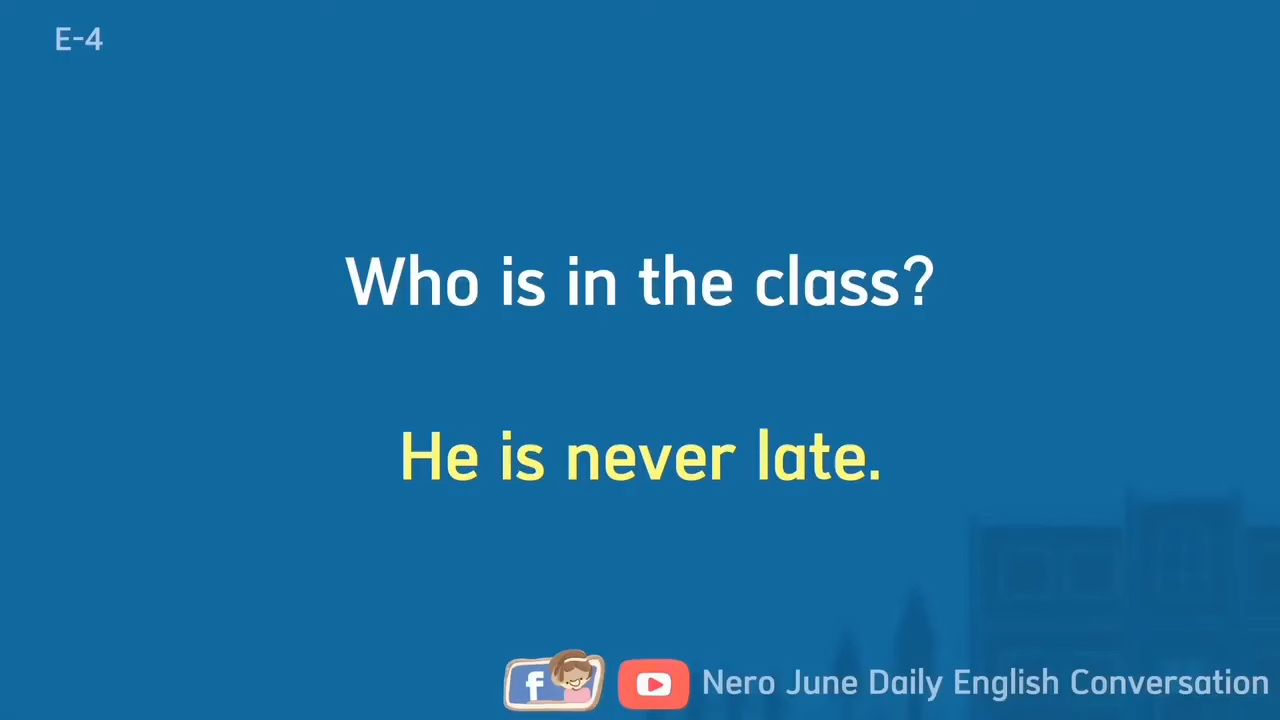 E-4
Who is in the class?
He is never late.
f
Nero June Daily English Conversation